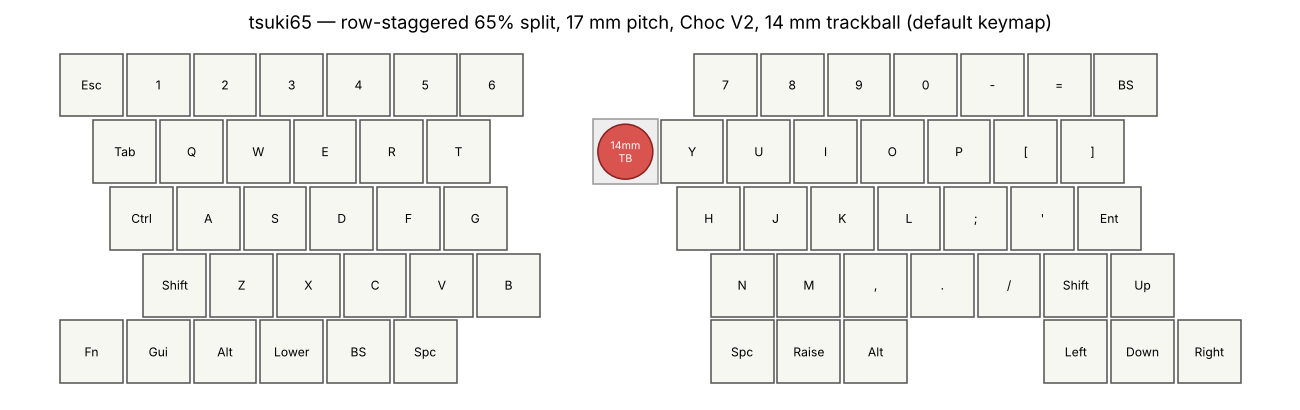 tsuki65 — row-staggered 65% split, 17 mm pitch, Choc V2, 14 mm trackball (default keymap)
Esc 1 2 3 4 5 6 7 8 9 0 - = BS
Tab Q W E R T 14mm TB Y U I O P [ ]
Ctrl A S D F G H J K L ; ' Ent
Shift Z X C V B N M , . / Shift Up
Fn Gui Alt Lower BS Spc Spc Raise Alt Left Down Right